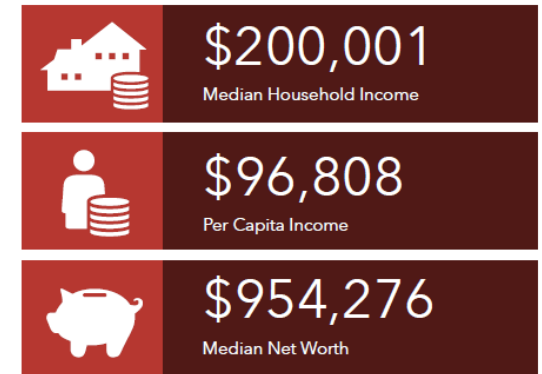 $200,001
Median Household Income
$96,808
Per Capita Income
$954,276
Median Net Worth